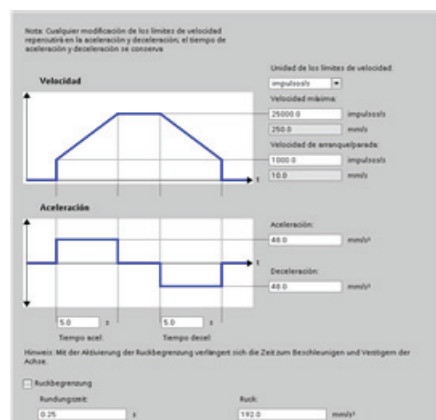 Nota: Cualquier modificación de los límites de velocidad
repercutirá en la aceleración y deceleración; el tiempo de
aceleración y deceleración se conserva
Unidad de los límites de velocidad:
impulsos/s
Velocidad
Velocidad máxima:
25000.0 impulsos/s
250.0 mm/s
Velocidad de arranque/parada:
1000.0 impulsos/s
10.0 mm/s
t
Aceleración
Aceleración:
48.0 mm/s²
t
Deceleración:
48.0 mm/s²
5.0 s 5.0 s
Tiempo acel: Tiempo decel
Hinweis: Mit der Aktivierung der Ruckbegrenzung verlängert sich die Zeit zum Beschleunigen und Verzögern der
Achse.
Ruckbegrenzung
Rundungszeit: Ruck:
0.25 s 192.0 mm/s³